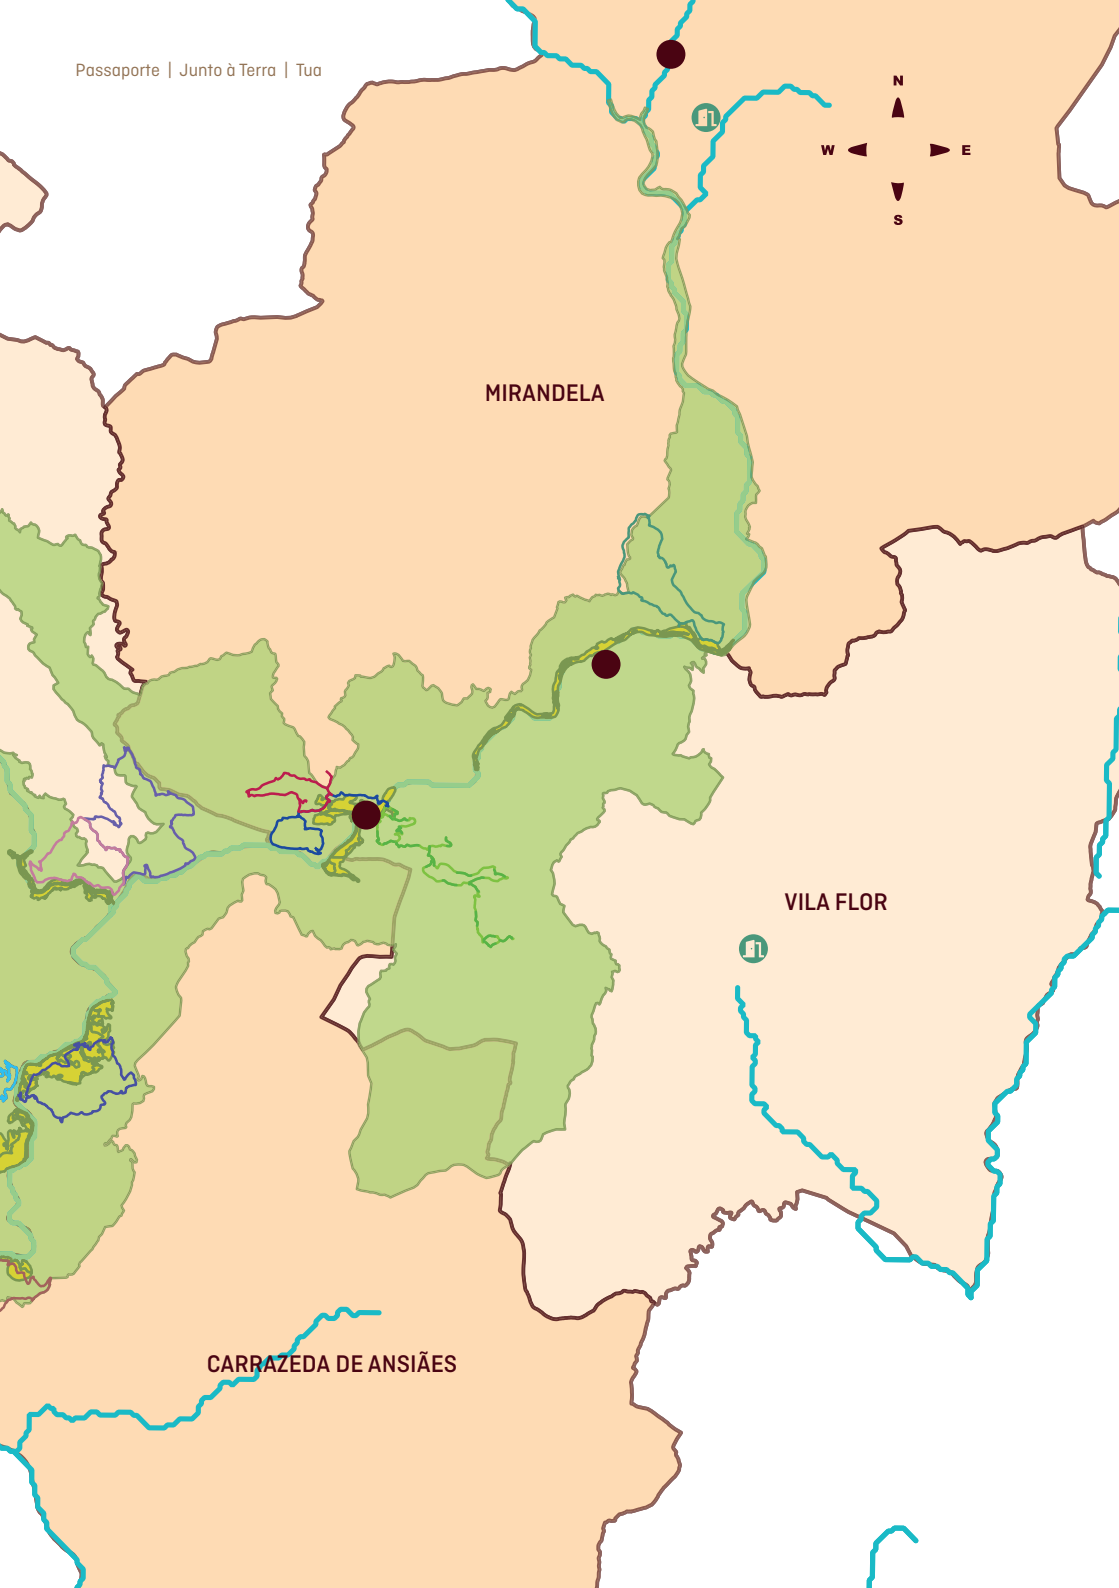 Passaporte | Junto à Terra | Tua
N
W E
S
MIRANDELA
VILA FLOR
CARRAZEDA DE ANSIÃES